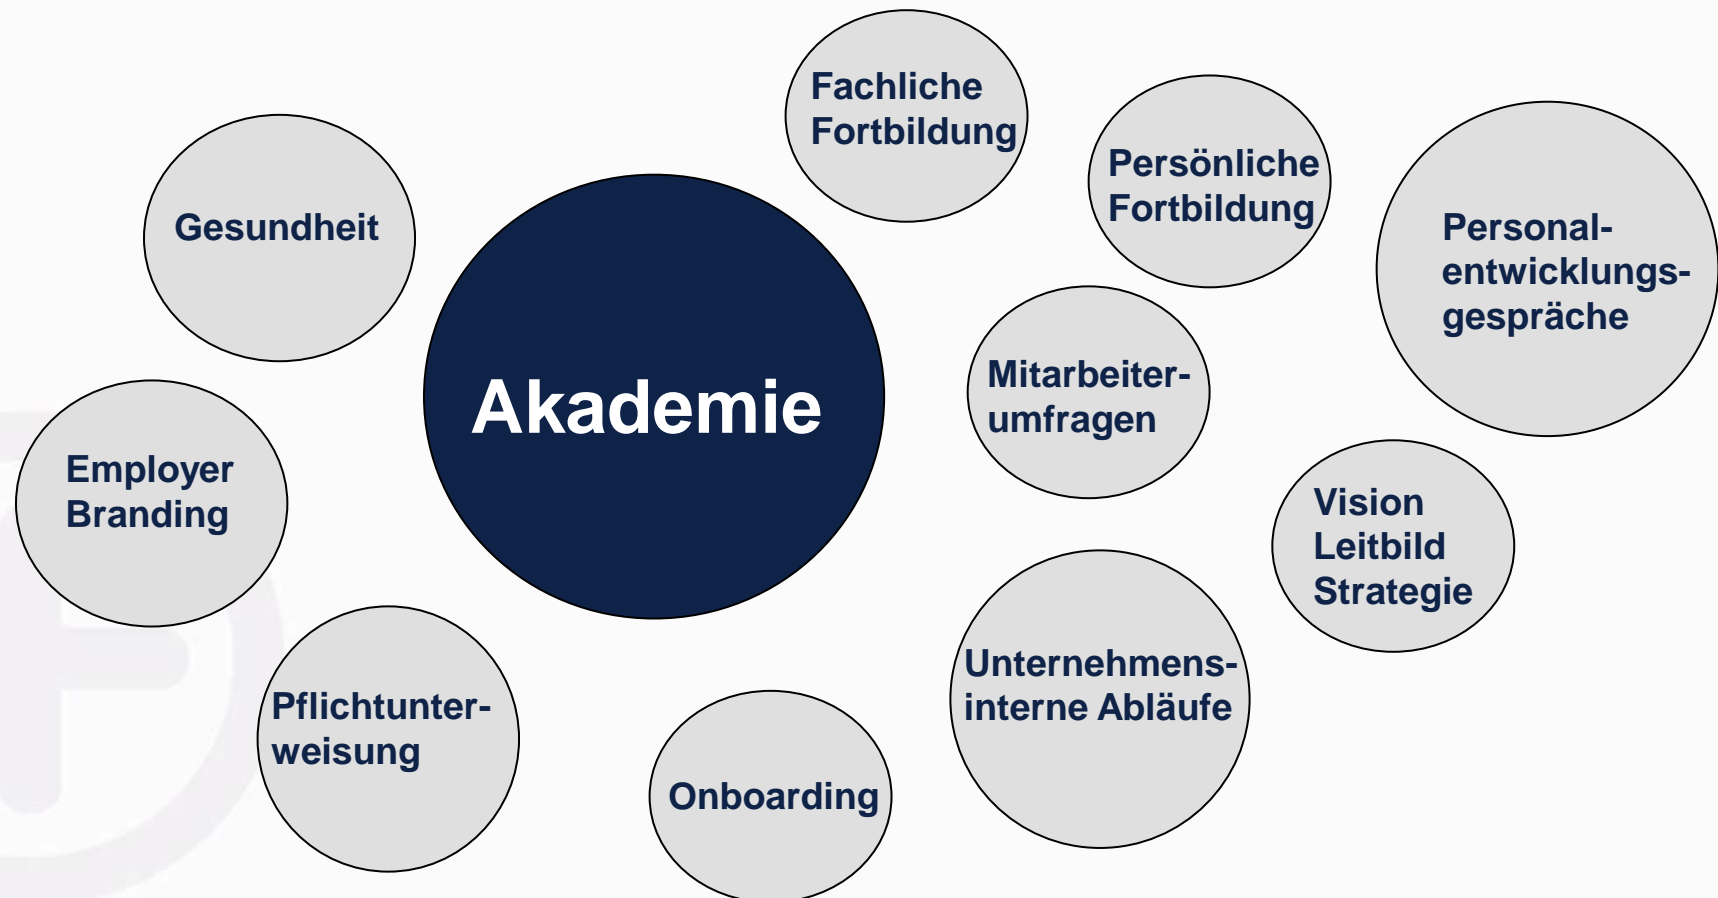 Fachliche
Fortbildung
Persönliche
Fortbildung
Gesundheit
Personal-
entwicklungs-
gespräche
Akademie
Mitarbeiter-
umfragen
Employer
Branding
Vision
Leitbild
Strategie
Unternehmens-
interne Abläufe
Pflichtunter-
weisung
Onboarding